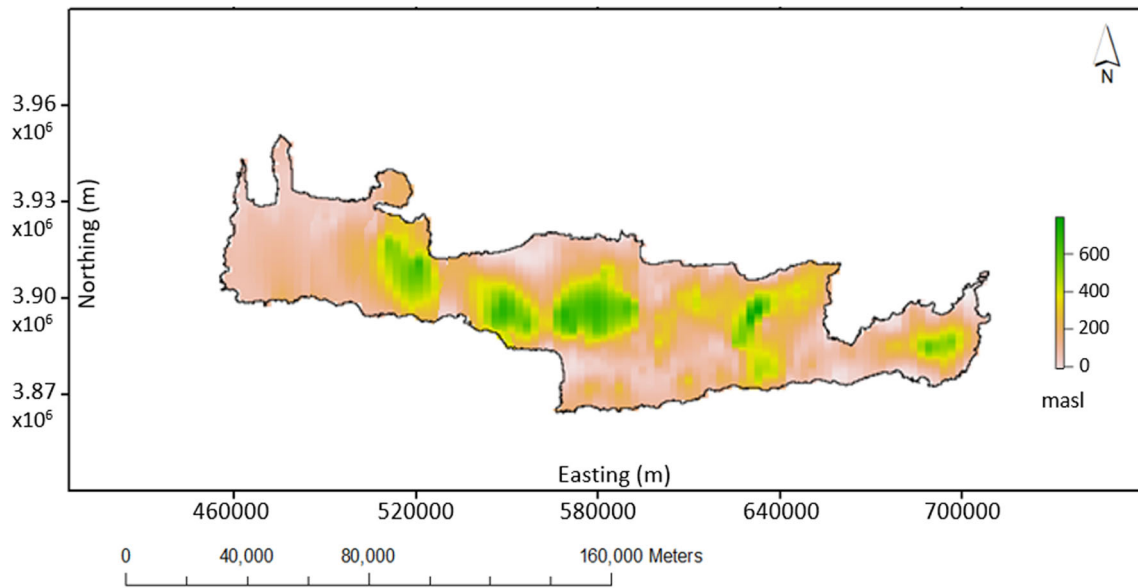 N
3.96
x10⁶
3.93
x10⁶
3.90
x10⁶
3.87
x10⁶
Northing (m)
600
400
200
0
masl
Easting (m)
460000 520000 580000 640000 700000
0 40,000 80,000 160,000 Meters